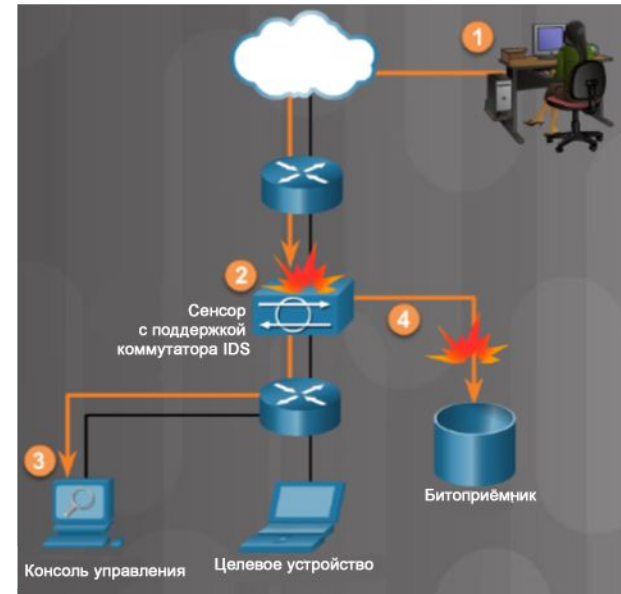 1
2
Сенсор
с поддержкой
коммутатора IDS
4
3
Битоприёмник
Консоль управления
Целевое устройство